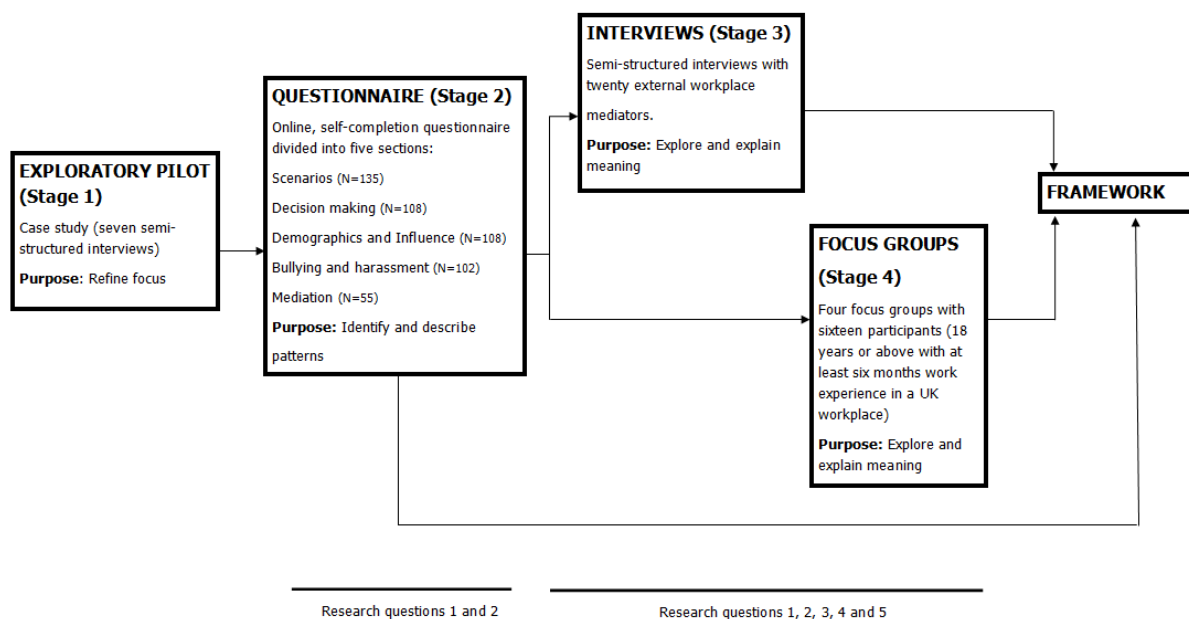 EXPLORATORY PILOT
(Stage 1)
Case study (seven semi-
structured interviews)
Purpose: Refine focus
QUESTIONNAIRE (Stage 2)
Online, self-completion questionnaire
divided into five sections:
Scenarios (N=135)
Decision making (N=108)
Demographics and Influence (N=108)
Bullying and harassment (N=102)
Mediation (N=55)
Purpose: Identify and describe
patterns
INTERVIEWS (Stage 3)
Semi-structured interviews with
twenty external workplace
mediators.
Purpose: Explore and explain
meaning
FOCUS GROUPS
(Stage 4)
Four focus groups with
sixteen participants (18
years or above with at
least six months work
experience in a UK
workplace)
Purpose: Explore and
explain meaning
FRAMEWORK
Research questions 1 and 2
Research questions 1, 2, 3, 4 and 5